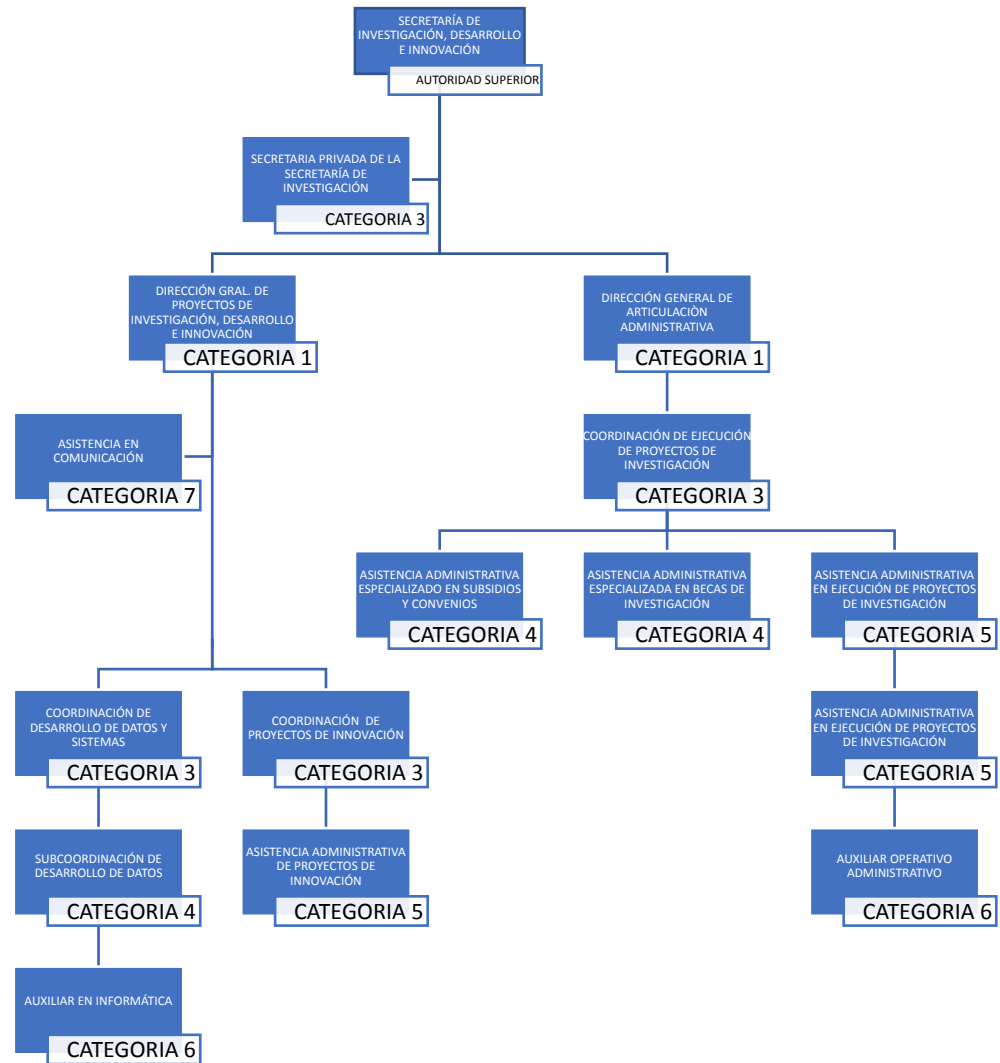 SECRETARÍA DE
INVESTIGACIÓN, DESARROLLO
E INNOVACIÓN
AUTORIDAD SUPERIOR
SECRETARIA PRIVADA DE LA
SECRETARÍA DE
INVESTIGACIÓN
CATEGORIA 3
DIRECCIÓN GRAL. DE
PROYECTOS DE
INVESTIGACIÓN, DESARROLLO
E INNOVACIÓN
CATEGORIA 1
DIRECCIÓN GENERAL DE
ARTICULACIÒN
ADMINISTRATIVA
CATEGORIA 1
ASISTENCIA EN
COMUNICACIÓN
CATEGORIA 7
COORDINACIÓN DE EJECUCIÓN
DE PROYECTOS DE
INVESTIGACIÓN
CATEGORIA 3
ASISTENCIA ADMINISTRATIVA
ESPECIALIZADO EN SUBSIDIOS
Y CONVENIOS
CATEGORIA 4
ASISTENCIA ADMINISTRATIVA
ESPECIALIZADA EN BECAS DE
INVESTIGACIÓN
CATEGORIA 4
ASISTENCIA ADMINISTRATIVA
EN EJECUCIÓN DE PROYECTOS
DE INVESTIGACIÓN
CATEGORIA 5
COORDINACIÓN DE
DESARROLLO DE DATOS Y
SISTEMAS
CATEGORIA 3
COORDINACIÓN DE
PROYECTOS DE INNOVACIÓN
CATEGORIA 3
ASISTENCIA ADMINISTRATIVA
EN EJECUCIÓN DE PROYECTOS
DE INVESTIGACIÓN
CATEGORIA 5
SUBCOORDINACIÓN DE
DESARROLLO DE DATOS
CATEGORIA 4
ASISTENCIA ADMINISTRATIVA
DE PROYECTOS DE
INNOVACIÓN
CATEGORIA 5
AUXILIAR OPERATIVO
ADMINISTRATIVO
CATEGORIA 6
AUXILIAR EN INFORMÁTICA
CATEGORIA 6